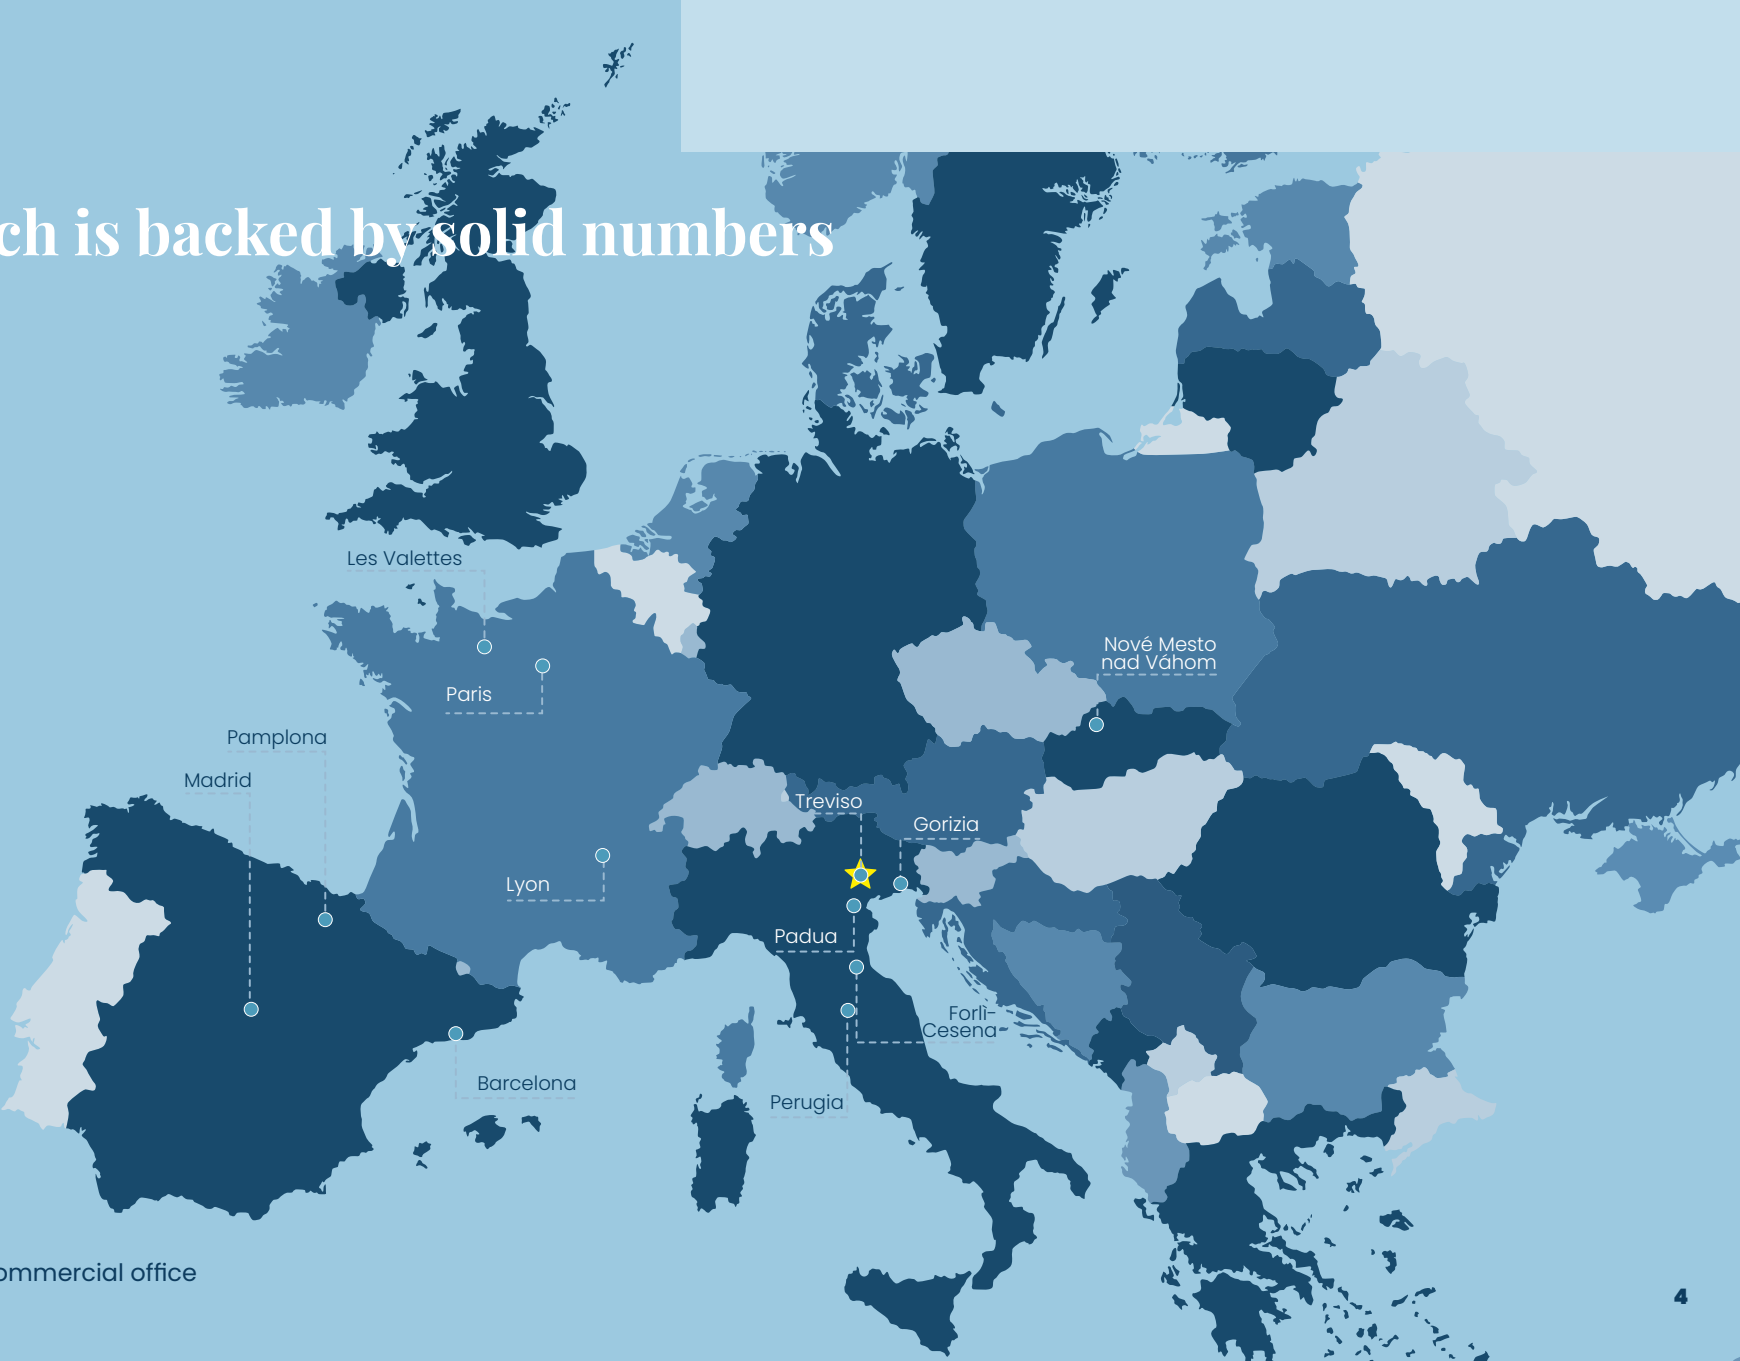 ch is backed by solid numbers
Les Valettes
Nové Mesto
nad Váhom
Paris
Pamplona
Madrid
Treviso
Gorizia
Lyon
Padua
Forlì-
Cesena
Barcelona
Perugia
ommercial office
4